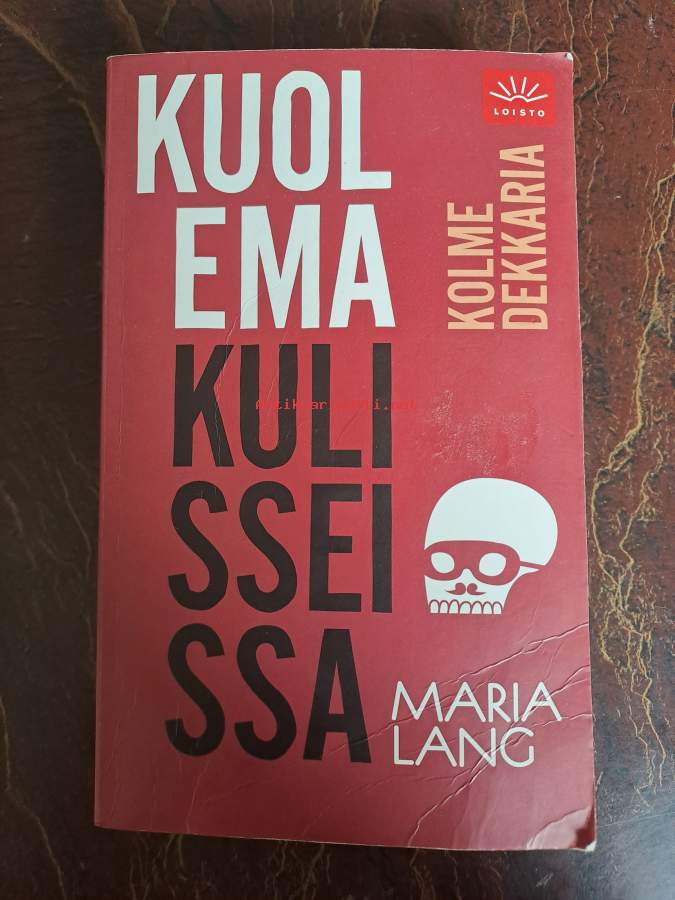 KUOL
EMA
KULI
SSEI
SSA
LOISTO
KOLME
DEKKARIA
MARIA
LANG